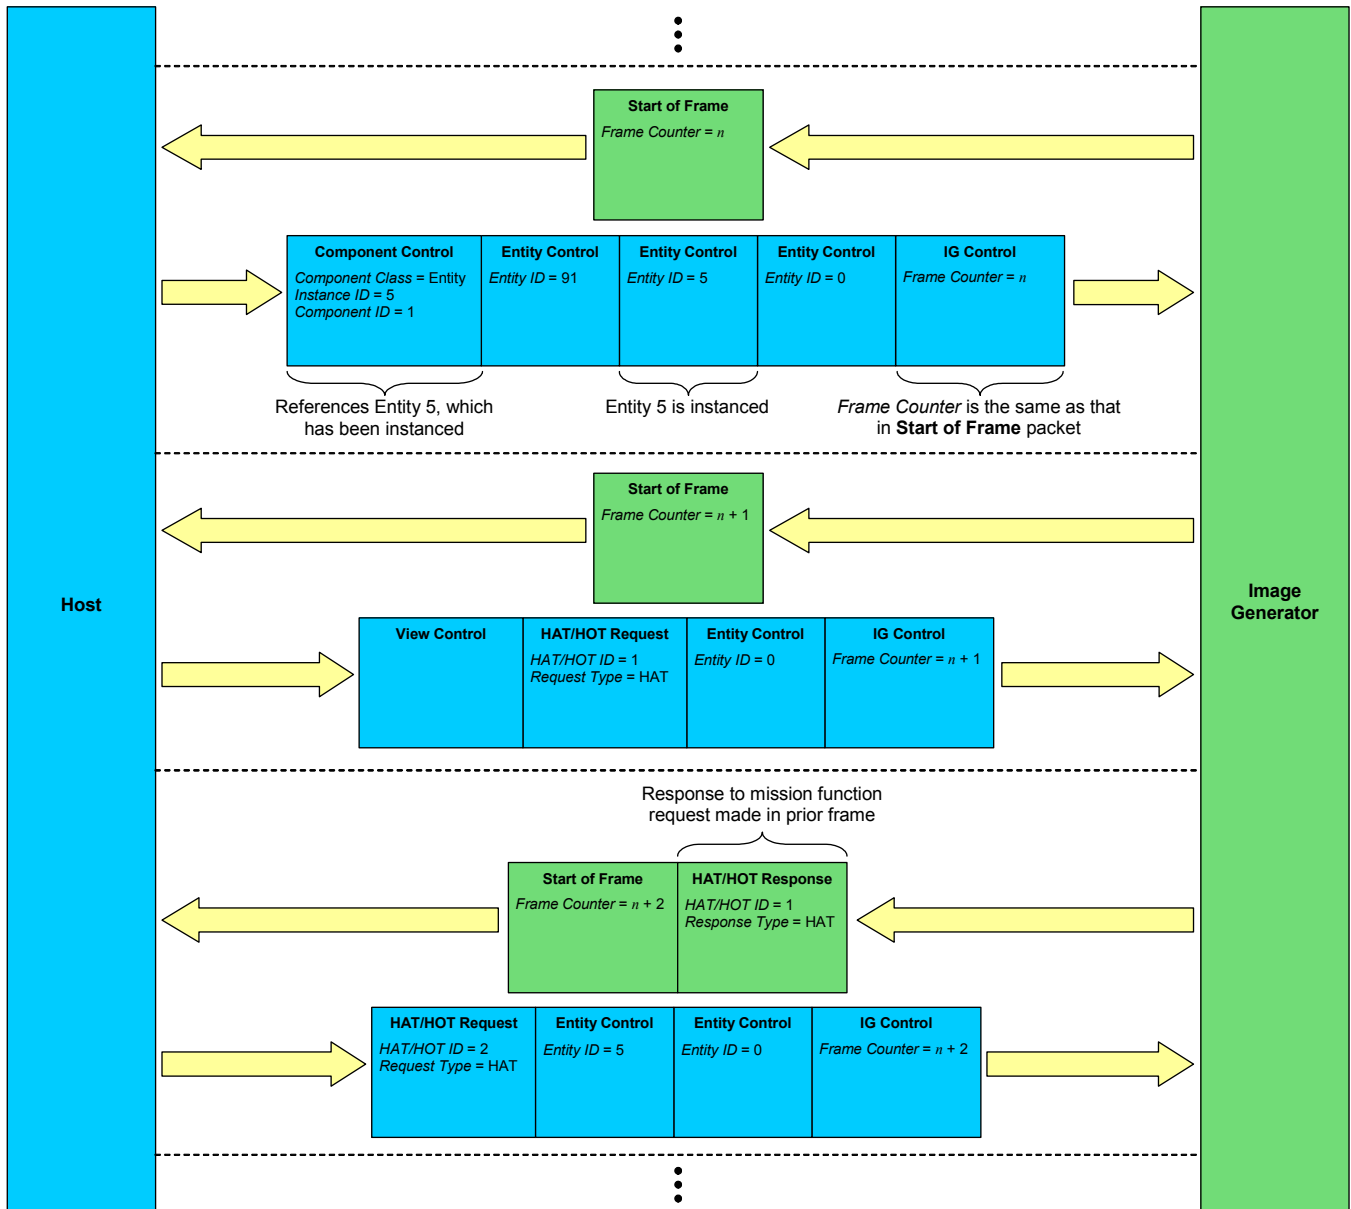 Start of Frame
Frame Counter = n
Component Control
Component Class = Entity
Instance ID = 5
Component ID = 1
Entity Control
Entity ID = 91
Entity Control
Entity ID = 5
Entity Control
Entity ID = 0
IG Control
Frame Counter = n
References Entity 5, which
has been instanced
Entity 5 is instanced
Frame Counter is the same as that
in Start of Frame packet
Start of Frame
Frame Counter = n + 1
Host
Image
Generator
View Control
HAT/HOT Request
HAT/HOT ID = 1
Request Type = HAT
Entity Control
Entity ID = 0
IG Control
Frame Counter = n + 1
Response to mission function
request made in prior frame
Start of Frame
Frame Counter = n + 2
HAT/HOT Response
HAT/HOT ID = 1
Response Type = HAT
HAT/HOT Request
HAT/HOT ID = 2
Request Type = HAT
Entity Control
Entity ID = 5
Entity Control
Entity ID = 0
IG Control
Frame Counter = n + 2